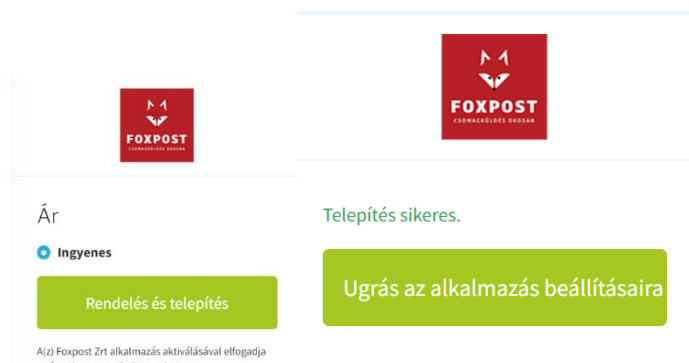 FOXPOST
CSOMAGKÜLDÉS OKOSAN
Ár
Ingyenes
Rendelés és telepítés
A(z) Foxpost Zrt alkalmazás aktiválásával elfogadja
FOXPOST
CSOMAGKÜLDÉS OKOSAN
Telepítés sikeres.
Ugrás az alkalmazás beállításaira